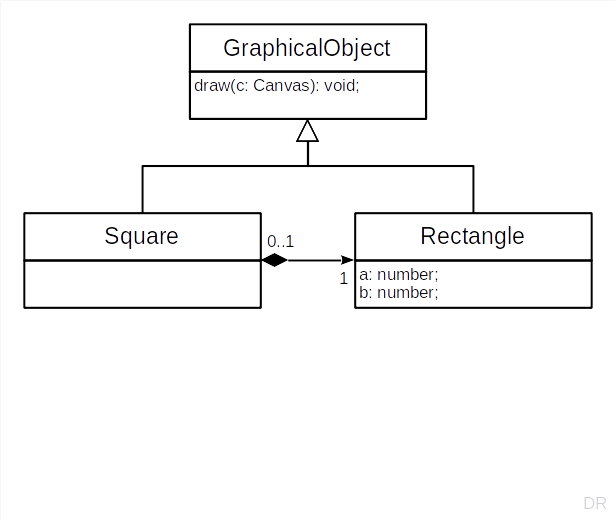 GraphicalObject
draw(c: Canvas): void;
Square
0..1
1
Rectangle
a: number;
b: number;
DR